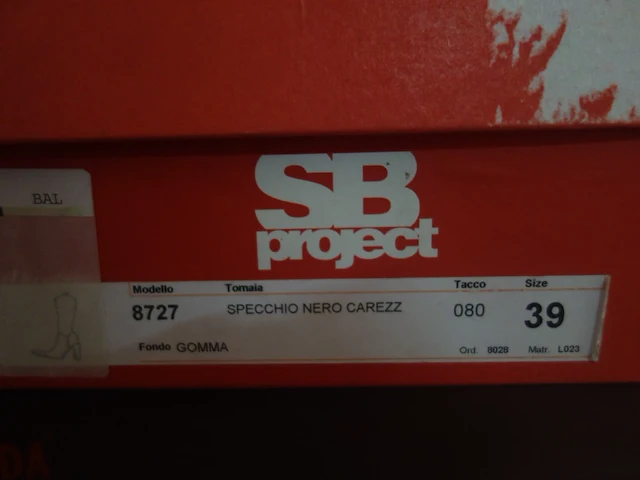 BAL
SB
project
Modello Tomaia Tacco Size
8727 SPECCHIO NERO CAREZZ 080 39
Fondo GOMMA Ord. 8028 Matr. L023
DA